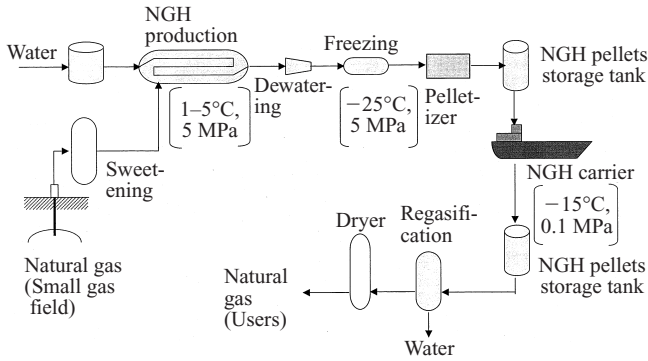 NGH
production
Water
Dewater-
ing
Freezing
Pellet-
izer
NGH pellets
storage tank
1–5°C,
5 MPa
−25°C,
5 MPa
Sweet-
ening
NGH carrier
−15°C,
0.1 MPa
Natural gas
(Small gas
field)
Natural
gas
(Users)
Dryer
Regasifi-
cation
NGH pellets
storage tank
Water